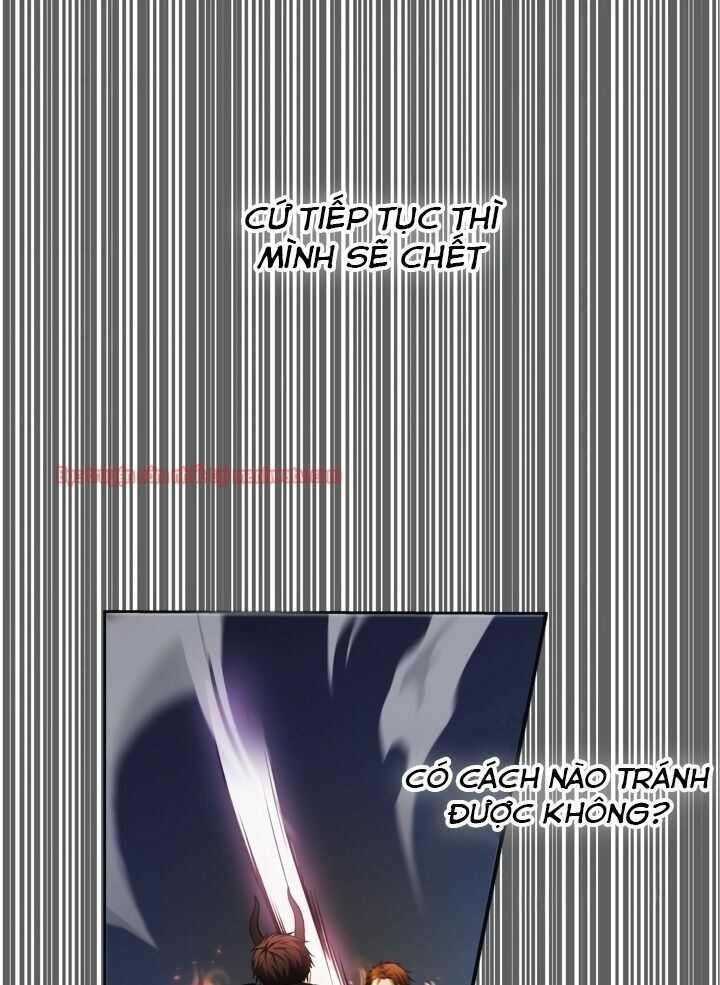 CỨ TIẾP TỤC THÌ
MÌNH SẼ CHẾT
CÓ CÁCH NÀO TRÁNH
ĐƯỢC KHÔNG?